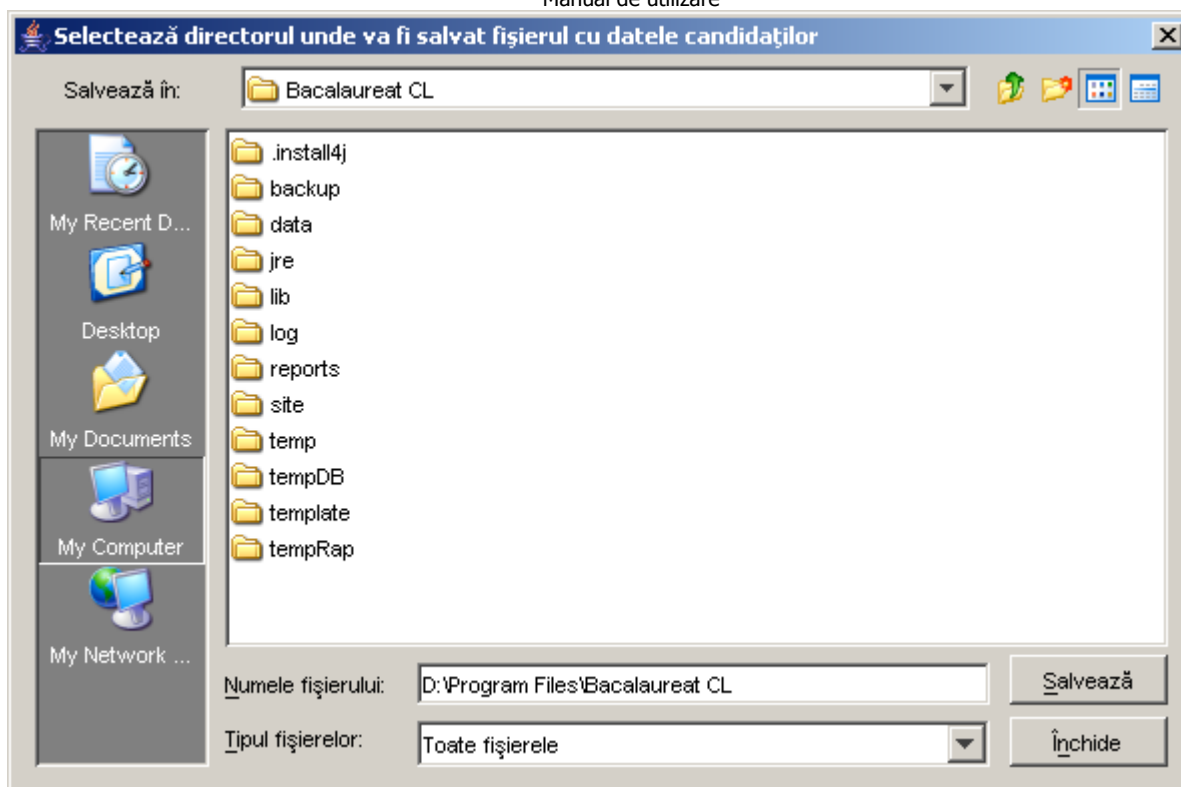 Manual de utilizare
Selectează directorul unde va fi salvat fişierul cu datele candidaţilor
Salvează în:
Bacalaureat CL
My Recent D...
Desktop
My Documents
My Computer
My Network ...
.install4j
backup
data
jre
lib
log
reports
site
temp
tempDB
template
tempRap
Numele fişierului:
D:\Program Files\Bacalaureat CL
Salvează
Tipul fişierelor:
Toate fişierele
Închide